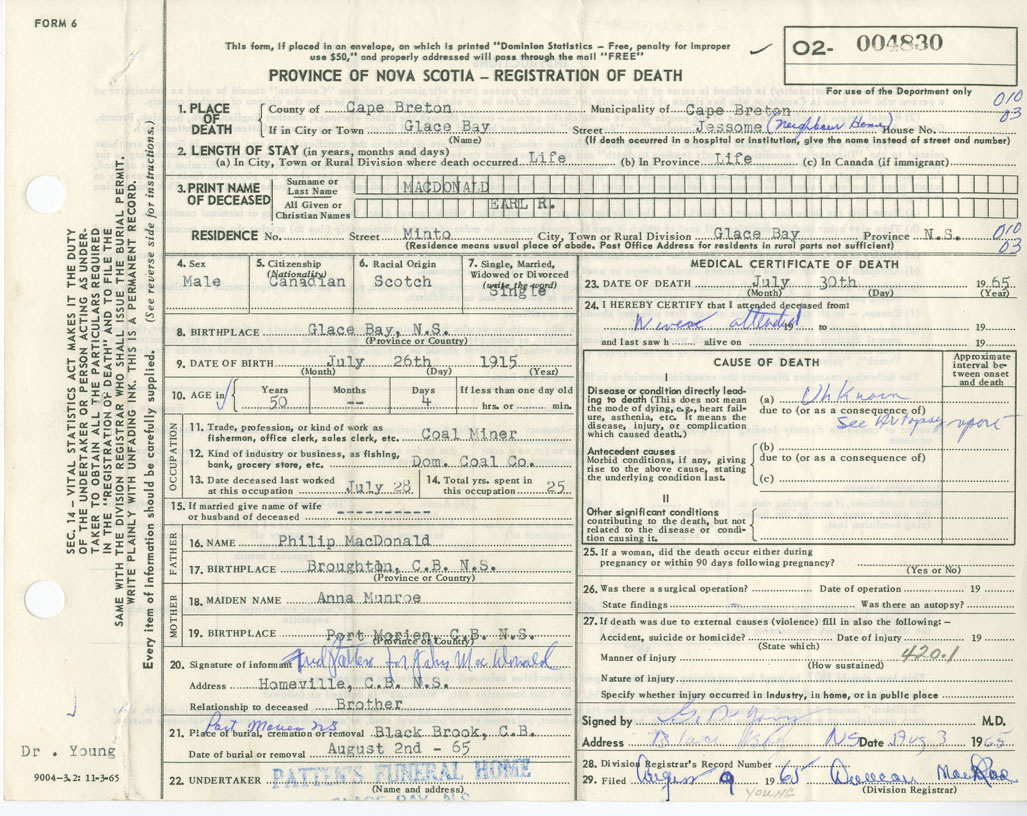 FORM 6
This form, if placed in an envelope, on which is printed "Dominion Statistics – Free, penalty for improper
use $50," and properly addressed will pass through the mail "FREE"
02- 004830
PROVINCE OF NOVA SCOTIA – REGISTRATION OF DEATH
For use of the Department only
010
03
1. PLACE OF DEATH
County of Cape Breton Municipality of Cape Breton
If in City or Town Glace Bay Street Jessome (Neighbour Home) House No.
(Name) (If death occurred in a hospital or institution, give the name instead of street and number)
2. LENGTH OF STAY (in years, months and days)
(a) In City, Town or Rural Division where death occurred Life (b) In Province Life (c) In Canada (if immigrant)
3. PRINT NAME OF DECEASED
Surname or Last Name MACDONALD
All Given or Christian Names EARL R.
RESIDENCE No. Street Minto City, Town or Rural Division Glace Bay Province N.S.
(Residence means usual place of abode. Post Office Address for residents in rural parts not sufficient)
010
03
4. Sex
Male
5. Citizenship
(Nationality)
Canadian
6. Racial Origin
Scotch
7. Single, Married,
Widowed or Divorced
(write the word)
Single
8. BIRTHPLACE Glace Bay, N.S.
(Province or Country)
9. DATE OF BIRTH July 26th 1915
(Month) (Day) (Year)
10. AGE in
Years Months Days If less than one day old
50 -- 4 hrs. or min.
OCCUPATION
11. Trade, profession, or kind of work as
fisherman, office clerk, sales clerk, etc. Coal Miner
12. Kind of industry or business, as fishing,
bank, grocery store, etc. Dom. Coal Co.
13. Date deceased last worked
at this occupation July 28
14. Total yrs. spent in
this occupation 25
15. If married give name of wife
or husband of deceased -----------
FATHER
16. NAME Philip MacDonald
17. BIRTHPLACE Broughton, C.B. N.S.
(Province or Country)
MOTHER
18. MAIDEN NAME Anna Munroe
19. BIRTHPLACE Port Morien, C.B. N.S.
(Province or Country)
20. Signature of informant Fred Patten for John MacDonald
Address Homeville, C.B. N.S.
Relationship to deceased Brother
Port Morien NS
21. Place of burial, cremation or removal Black Brook, C.B.
Date of burial or removal August 2nd - 65
22. UNDERTAKER PATTEN'S FUNERAL HOME
(Name and address)
GLACE BAY, N.S.
MEDICAL CERTIFICATE OF DEATH
23. DATE OF DEATH July 30th 1965
(Month) (Day) (Year)
24. I HEREBY CERTIFY that I attended deceased from:
Never attended 19 to 19
and last saw h alive on 19
CAUSE OF DEATH
Approximate
interval be-
tween onset
and death
I
Disease or condition directly lead-
ing to death (This does not mean
the mode of dying, e.g., heart fail-
ure, asthenia, etc. It means the
disease, injury, or complication
which caused death.)
(a) Unknown
due to (or as a consequence of)
See Autopsy report
Antecedent causes
Morbid conditions, if any, giving
rise to the above cause, stating
the underlying condition last.
(b)
due to (or as a consequence of)
(c)
II
Other significant conditions
contributing to the death, but not
related to the disease or condi-
tion causing it.
25. If a woman, did the death occur either during
pregnancy or within 90 days following pregnancy?
(Yes or No)
26. Was there a surgical operation? Date of operation 19
State findings Was there an autopsy?
27. If death was due to external causes (violence) fill in also the following: –
Accident, suicide or homicide? Date of injury 19
(State which)
Manner of injury 420.1
(How sustained)
Nature of injury
Specify whether injury occurred in industry, in home, or in public place
Signed by G. D. Young M.D.
Address Glace Bay NS Date Aug 3 1965
28. Division Registrar's Record Number
29. Filed August 9 1965 Duncan MacRae
(Division Registrar)
YOUNG
SEC. 14 – VITAL STATISTICS ACT MAKES IT THE DUTY
OF THE UNDERTAKER OR PERSON ACTING AS UNDER-
TAKER TO OBTAIN ALL THE PARTICULARS REQUIRED
IN THE "REGISTRATION OF DEATH" AND TO FILE THE
SAME WITH THE DIVISION REGISTRAR WHO SHALL ISSUE THE BURIAL PERMIT.
WRITE PLAINLY WITH UNFADING INK. THIS IS A PERMANENT RECORD.
Every item of information should be carefully supplied. (See reverse side for instructions.)
Dr . Young
9004-3.2: 11-3-65